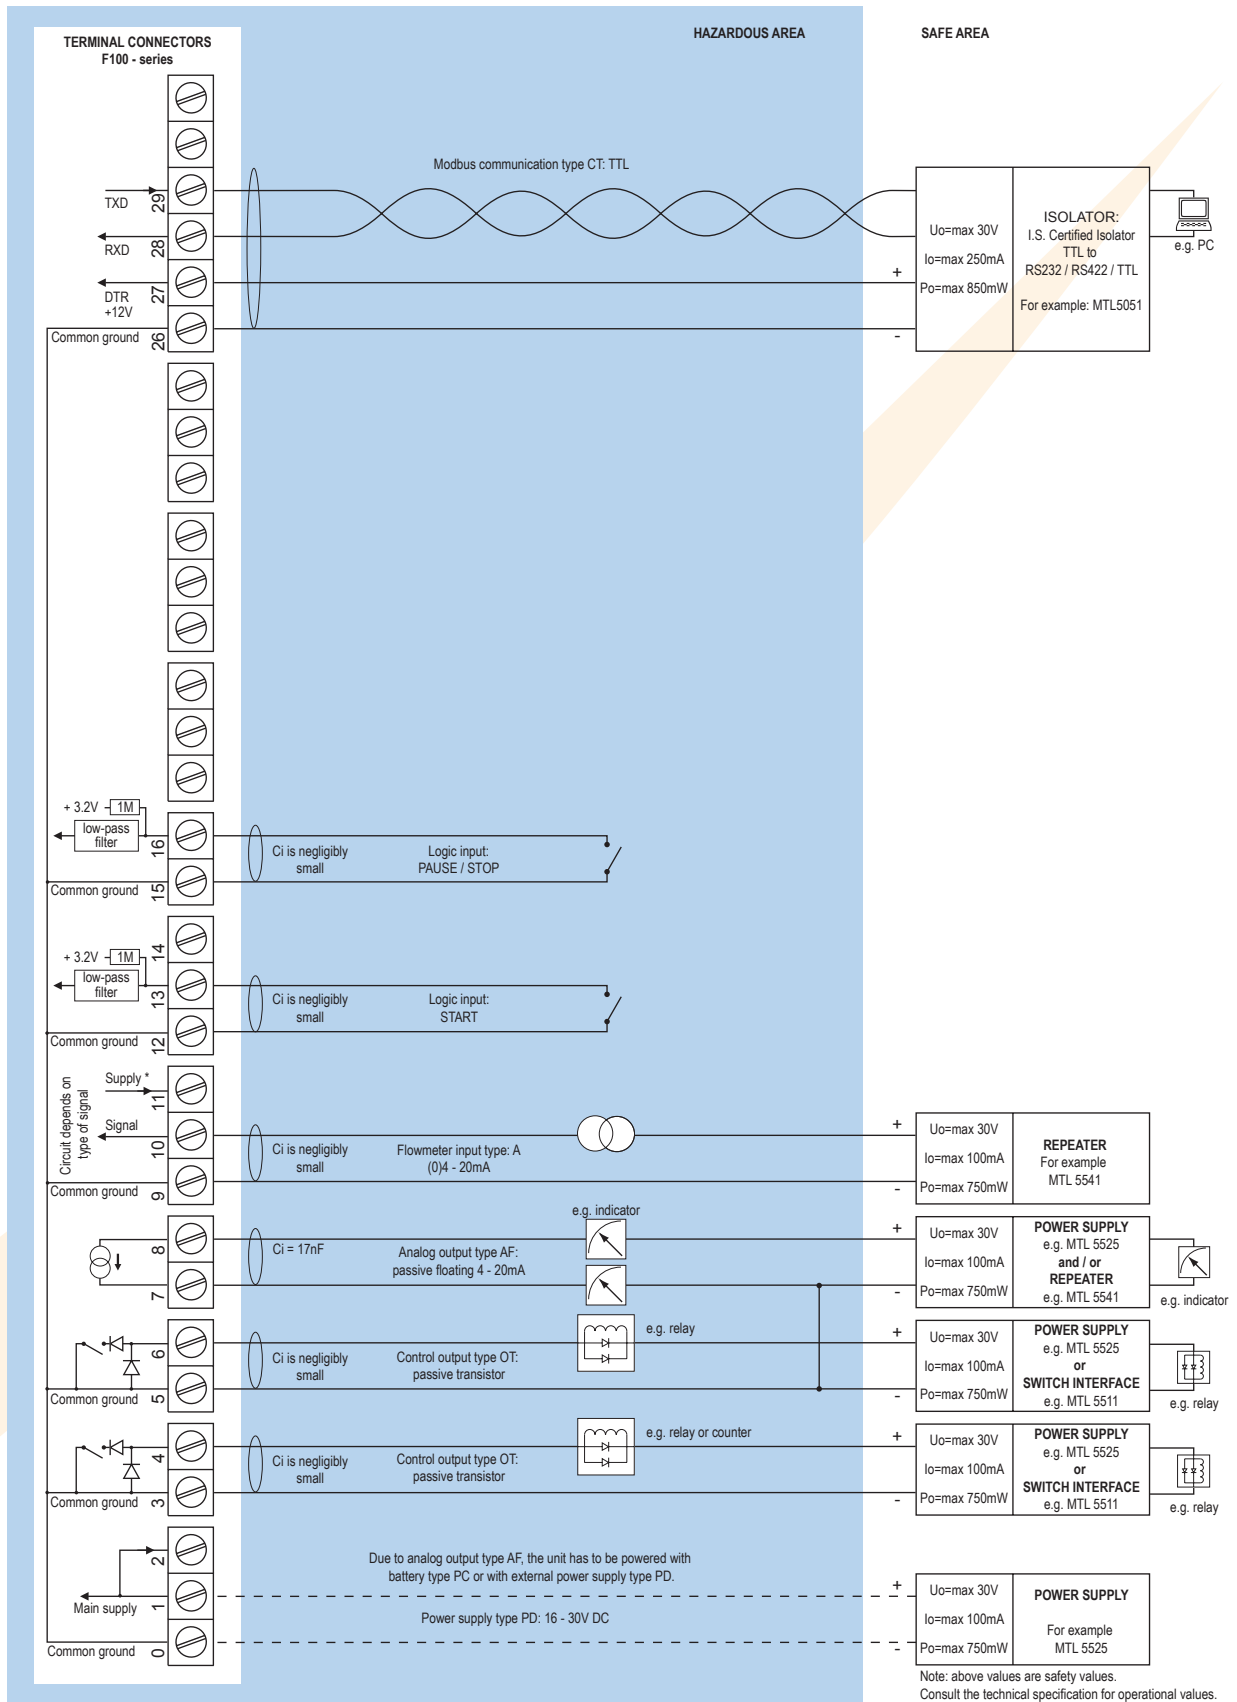 HAZARDOUS AREA
SAFE AREA
TERMINAL CONNECTORS
F100 - series
Modbus communication type CT: TTL
TXD
29
RXD
28
DTR
+12V
27
Common ground
26
+
-
Uo=max 30V
Io=max 250mA
Po=max 850mW
ISOLATOR:
I.S. Certified Isolator
TTL to
RS232 / RS422 / TTL
For example: MTL5051
e.g. PC
+ 3.2V
1M
low-pass
filter
16
Common ground
15
Ci is negligibly
small
Logic input:
PAUSE / STOP
14
+ 3.2V
1M
low-pass
filter
13
Common ground
12
Ci is negligibly
small
Logic input:
START
Circuit depends on
type of signal
Supply *
11
Signal
10
Common ground
9
Ci is negligibly
small
Flowmeter input type: A
(0)4 - 20mA
+
-
Uo=max 30V
Io=max 100mA
Po=max 750mW
REPEATER
For example
MTL 5541
8
7
Ci = 17nF
Analog output type AF:
passive floating 4 - 20mA
e.g. indicator
+
-
Uo=max 30V
Io=max 100mA
Po=max 750mW
POWER SUPPLY
e.g. MTL 5525
and / or
REPEATER
e.g. MTL 5541
e.g. indicator
6
Common ground
5
Ci is negligibly
small
Control output type OT:
passive transistor
e.g. relay
+
-
Uo=max 30V
Io=max 100mA
Po=max 750mW
POWER SUPPLY
e.g. MTL 5525
or
SWITCH INTERFACE
e.g. MTL 5511
e.g. relay
4
Common ground
3
Ci is negligibly
small
Control output type OT:
passive transistor
e.g. relay or counter
+
-
Uo=max 30V
Io=max 100mA
Po=max 750mW
POWER SUPPLY
e.g. MTL 5525
or
SWITCH INTERFACE
e.g. MTL 5511
e.g. relay
2
Main supply
1
Common ground
0
Due to analog output type AF, the unit has to be powered with
battery type PC or with external power supply type PD.
Power supply type PD: 16 - 30V DC
+
-
Uo=max 30V
Io=max 100mA
Po=max 750mW
POWER SUPPLY
For example
MTL 5525
Note: above values are safety values.
Consult the technical specification for operational values.